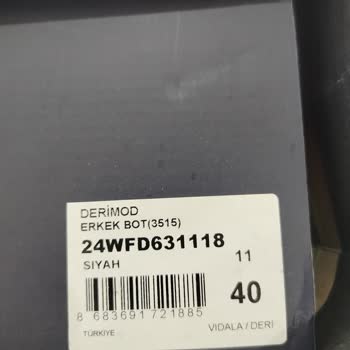 DERİMOD
ERKEK BOT(3515)
24WFD631118
SIYAH 11
40
8 683691 721885
TÜRKİYE VIDALA / DERI